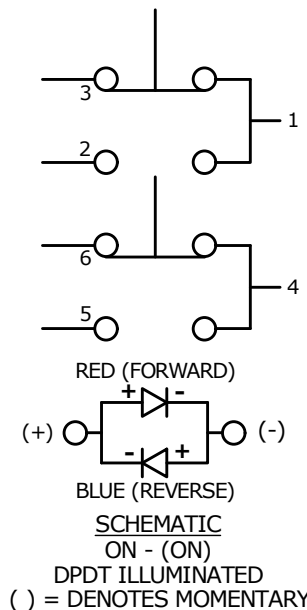 3
1
2
6
4
5
RED (FORWARD)
+ -
(+) (-)
- +
BLUE (REVERSE)
SCHEMATIC
ON - (ON)
DPDT ILLUMINATED
( ) = DENOTES MOMENTARY